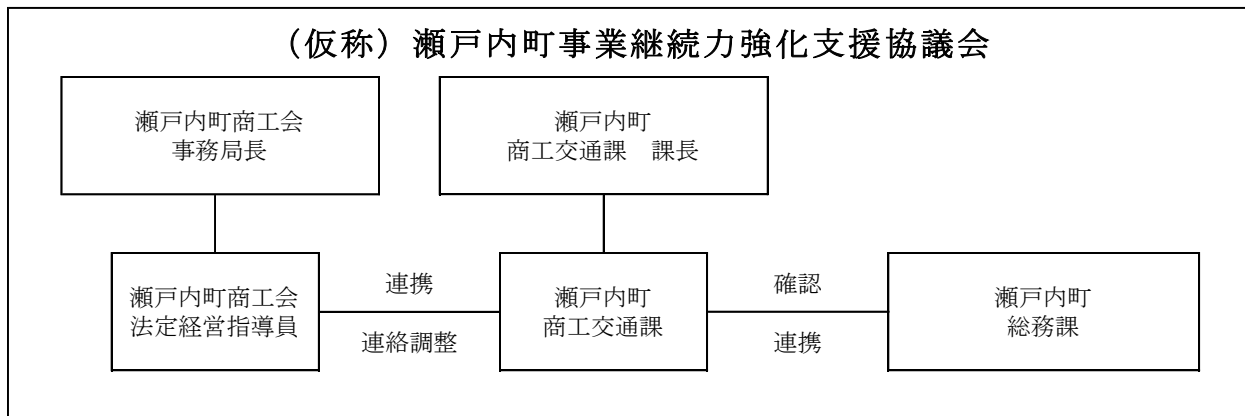 （仮称）瀬戸内町事業継続力強化支援協議会
瀬戸内町商工会
事務局長
瀬戸内町
商工交通課　課長
瀬戸内町商工会
法定経営指導員
連携
連絡調整
瀬戸内町
商工交通課
確認
連携
瀬戸内町
総務課